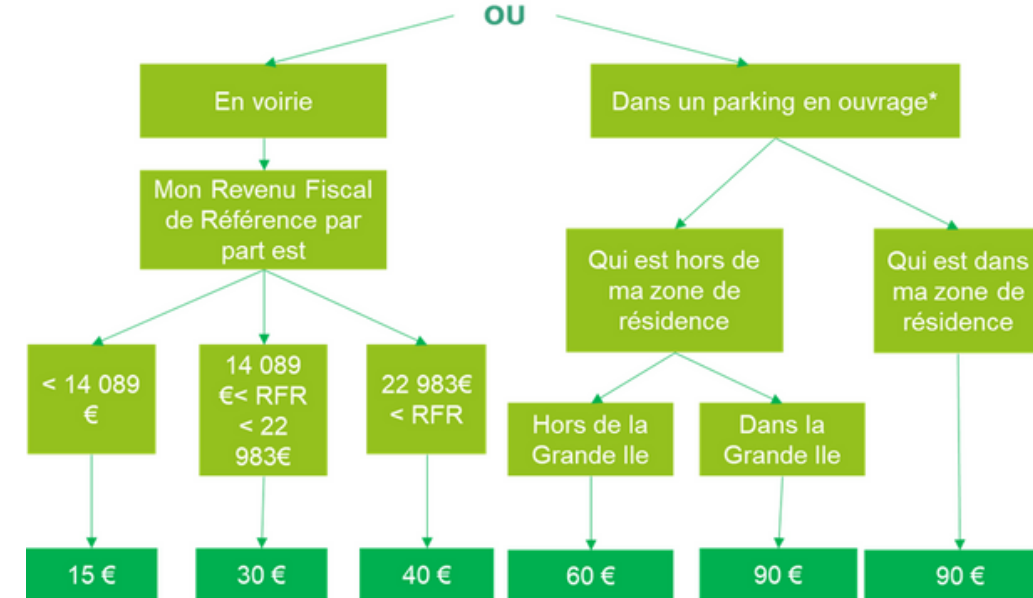 OU
En voirie
Dans un parking en ouvrage*
Mon Revenu Fiscal
de Référence par
part est
Qui est hors de
ma zone de
résidence
Qui est dans
ma zone de
résidence
< 14 089
€
14 089
€< RFR
< 22
983€
22 983€
< RFR
Hors de la
Grande Ile
Dans la
Grande Ile
15 €
30 €
40 €
60 €
90 €
90 €